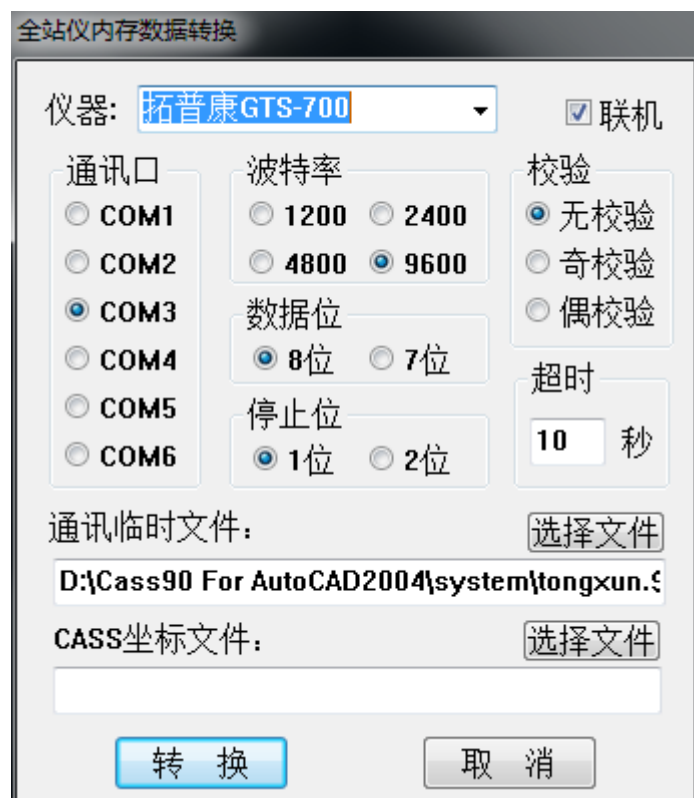 全站仪内存数据转换
仪器: 拓普康GTS-700 联机
通讯口 波特率 校验
COM1 1200 2400 无校验
COM2 4800 9600 奇校验
COM3 数据位 偶校验
COM4 8位 7位 超时
COM5 停止位 10 秒
COM6 1位 2位
通讯临时文件: 选择文件
D:\Cass90 For AutoCAD2004\system\tongxun.$
CASS坐标文件: 选择文件
转 换 取 消